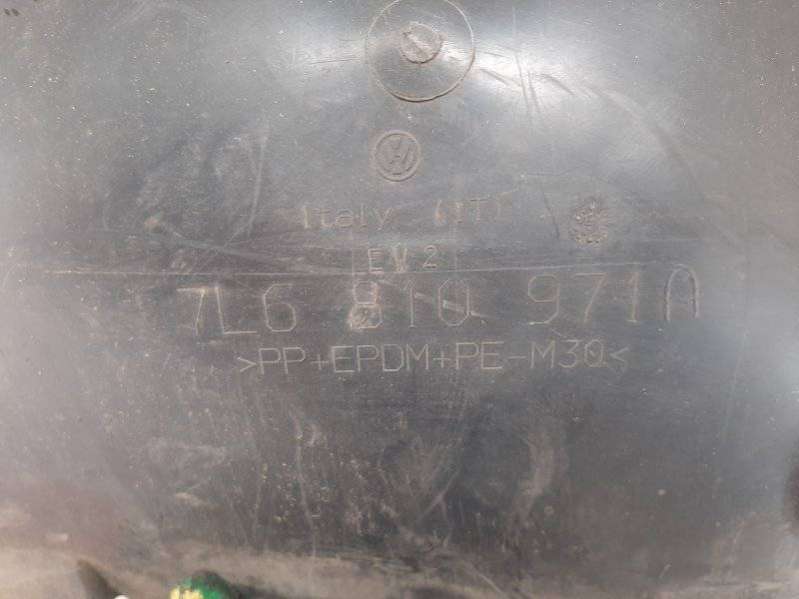 Italy (IT)
EV2
7L6 810 971A
>PP+EPDM+PE-M30<